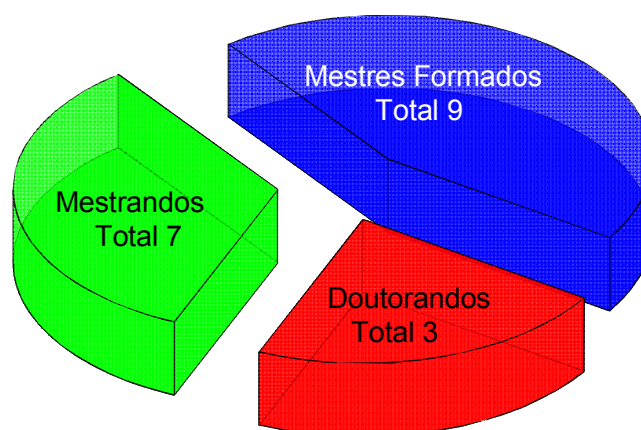 Mestres Formados
Total 9
Mestrandos
Total 7
Doutorandos
Total 3